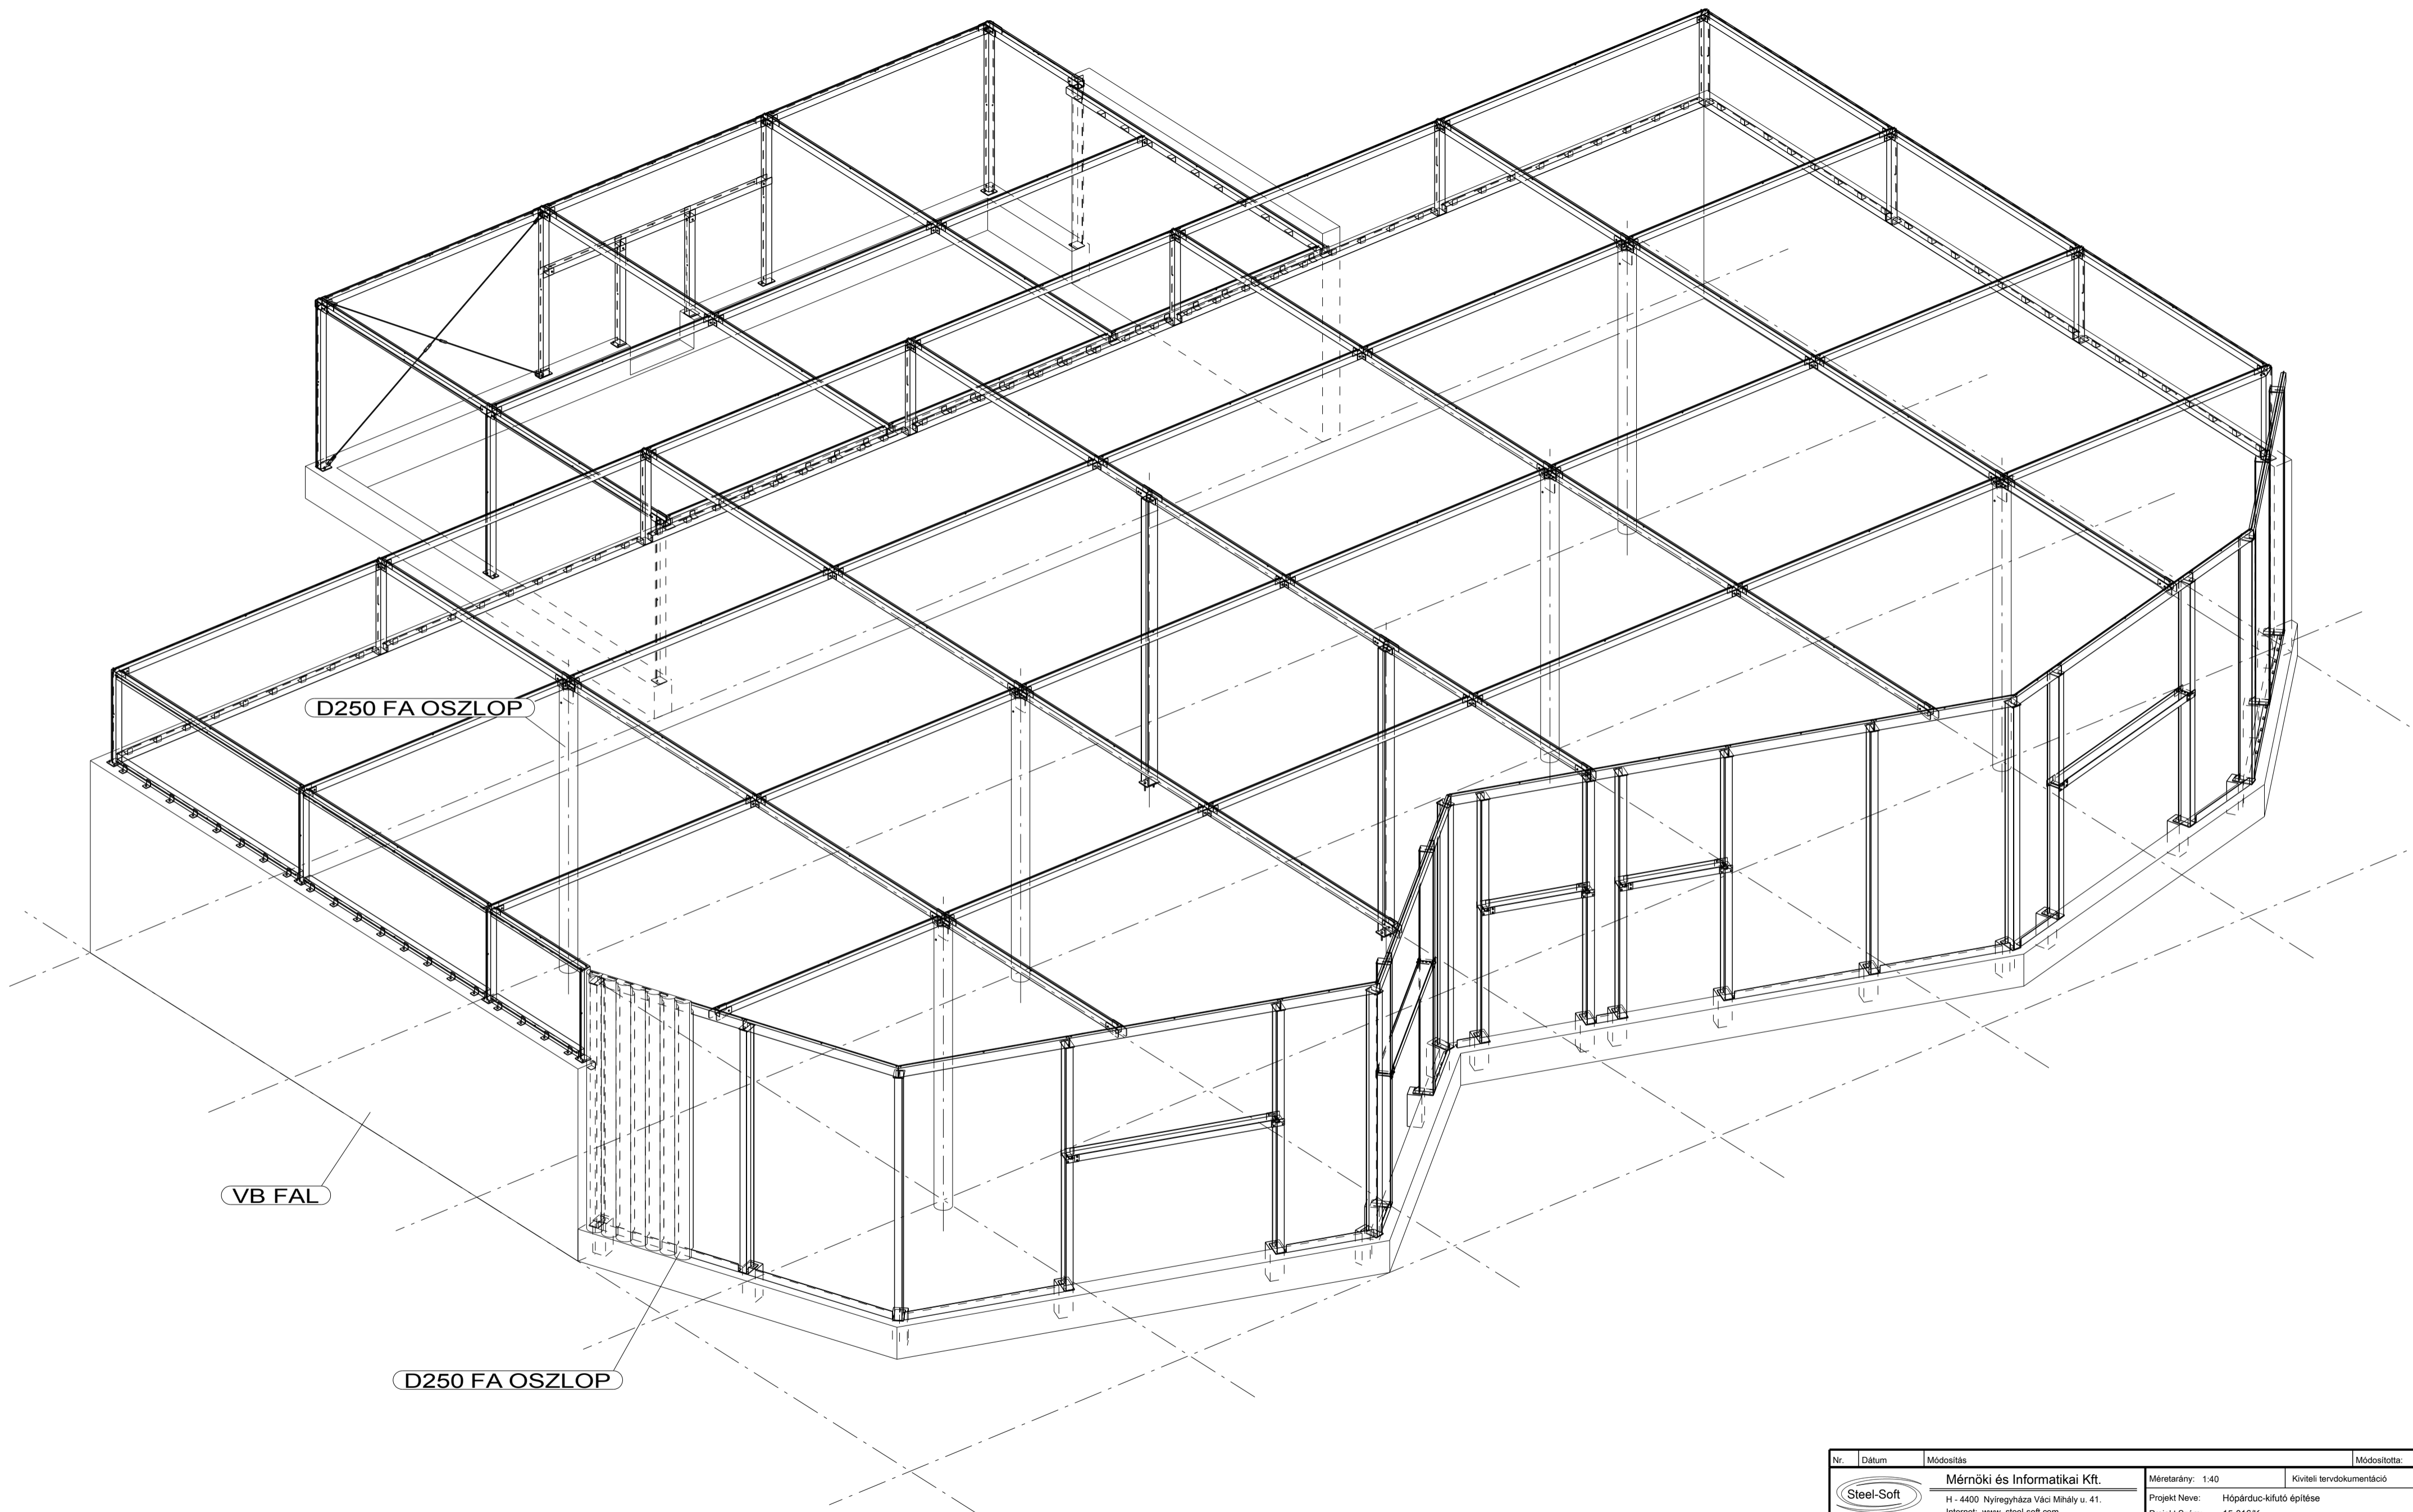 D250 FA OSZLOP
VB FAL
D250 FA OSZLOP
Nr. Dátum Módosítás Módosította:
Steel-Soft
Mérnöki és Informatikai Kft.
H - 4400 Nyíregyháza Váci Mihály u. 41.
Méretarány: 1:40 Kiviteli tervdokumentáció
Projekt Neve: Hópárduc-kifutó építése